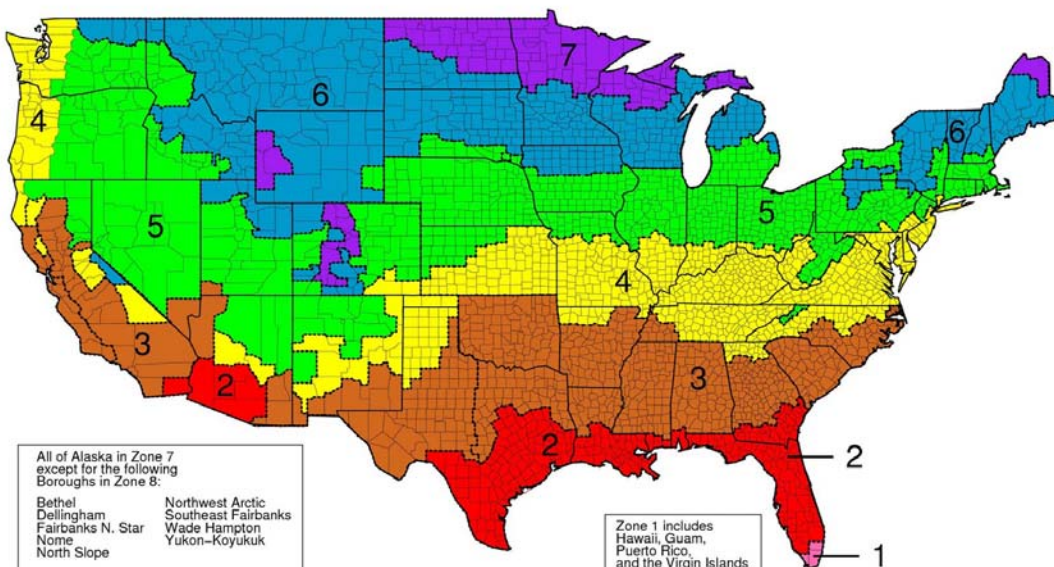 7
6
6
4
5
5
4
3
3
2
2
2
1
All of Alaska in Zone 7
except for the following
Boroughs in Zone 8:
Bethel Northwest Arctic
Dellingham Southeast Fairbanks
Fairbanks N. Star Wade Hampton
Nome Yukon-Koyukuk
North Slope
Zone 1 includes
Hawaii, Guam,
Puerto Rico,
and the Virgin Islands